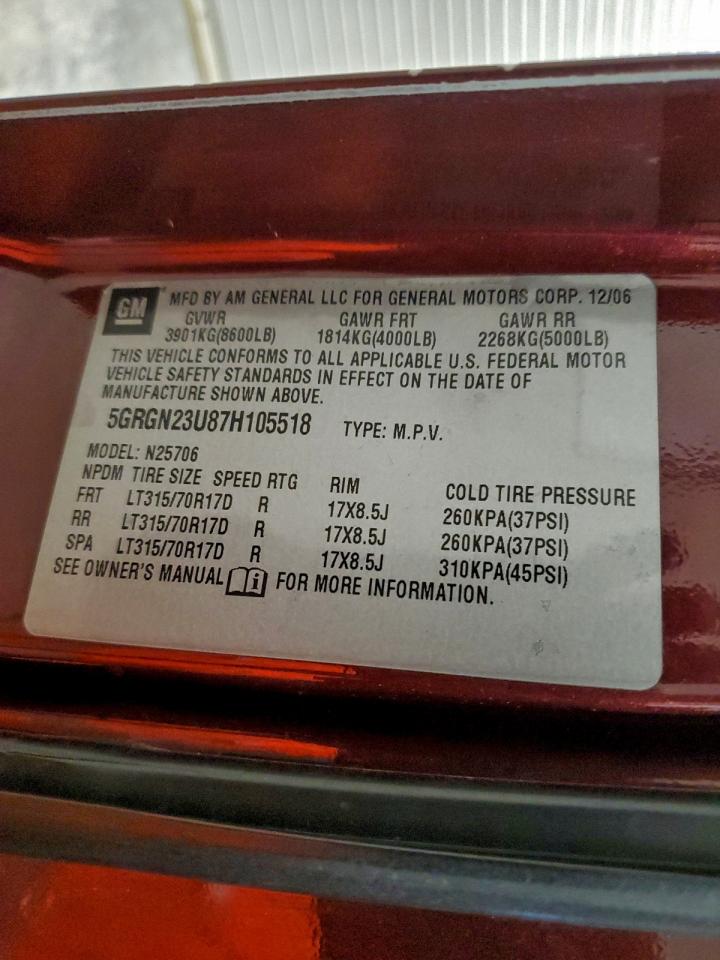 GM MFD BY AM GENERAL LLC FOR GENERAL MOTORS CORP. 12/06
GVWR GAWR FRT GAWR RR
3901KG(8600LB) 1814KG(4000LB) 2268KG(5000LB)
THIS VEHICLE CONFORMS TO ALL APPLICABLE U.S. FEDERAL MOTOR
VEHICLE SAFETY STANDARDS IN EFFECT ON THE DATE OF
MANUFACTURE SHOWN ABOVE.
5GRGN23U87H105518 TYPE: M.P.V.
MODEL: N25706
NPDM TIRE SIZE SPEED RTG RIM COLD TIRE PRESSURE
FRT LT315/70R17D R 17X8.5J 260KPA(37PSI)
RR LT315/70R17D R 17X8.5J 260KPA(37PSI)
SPA LT315/70R17D R 17X8.5J 310KPA(45PSI)
SEE OWNER'S MANUAL i FOR MORE INFORMATION.